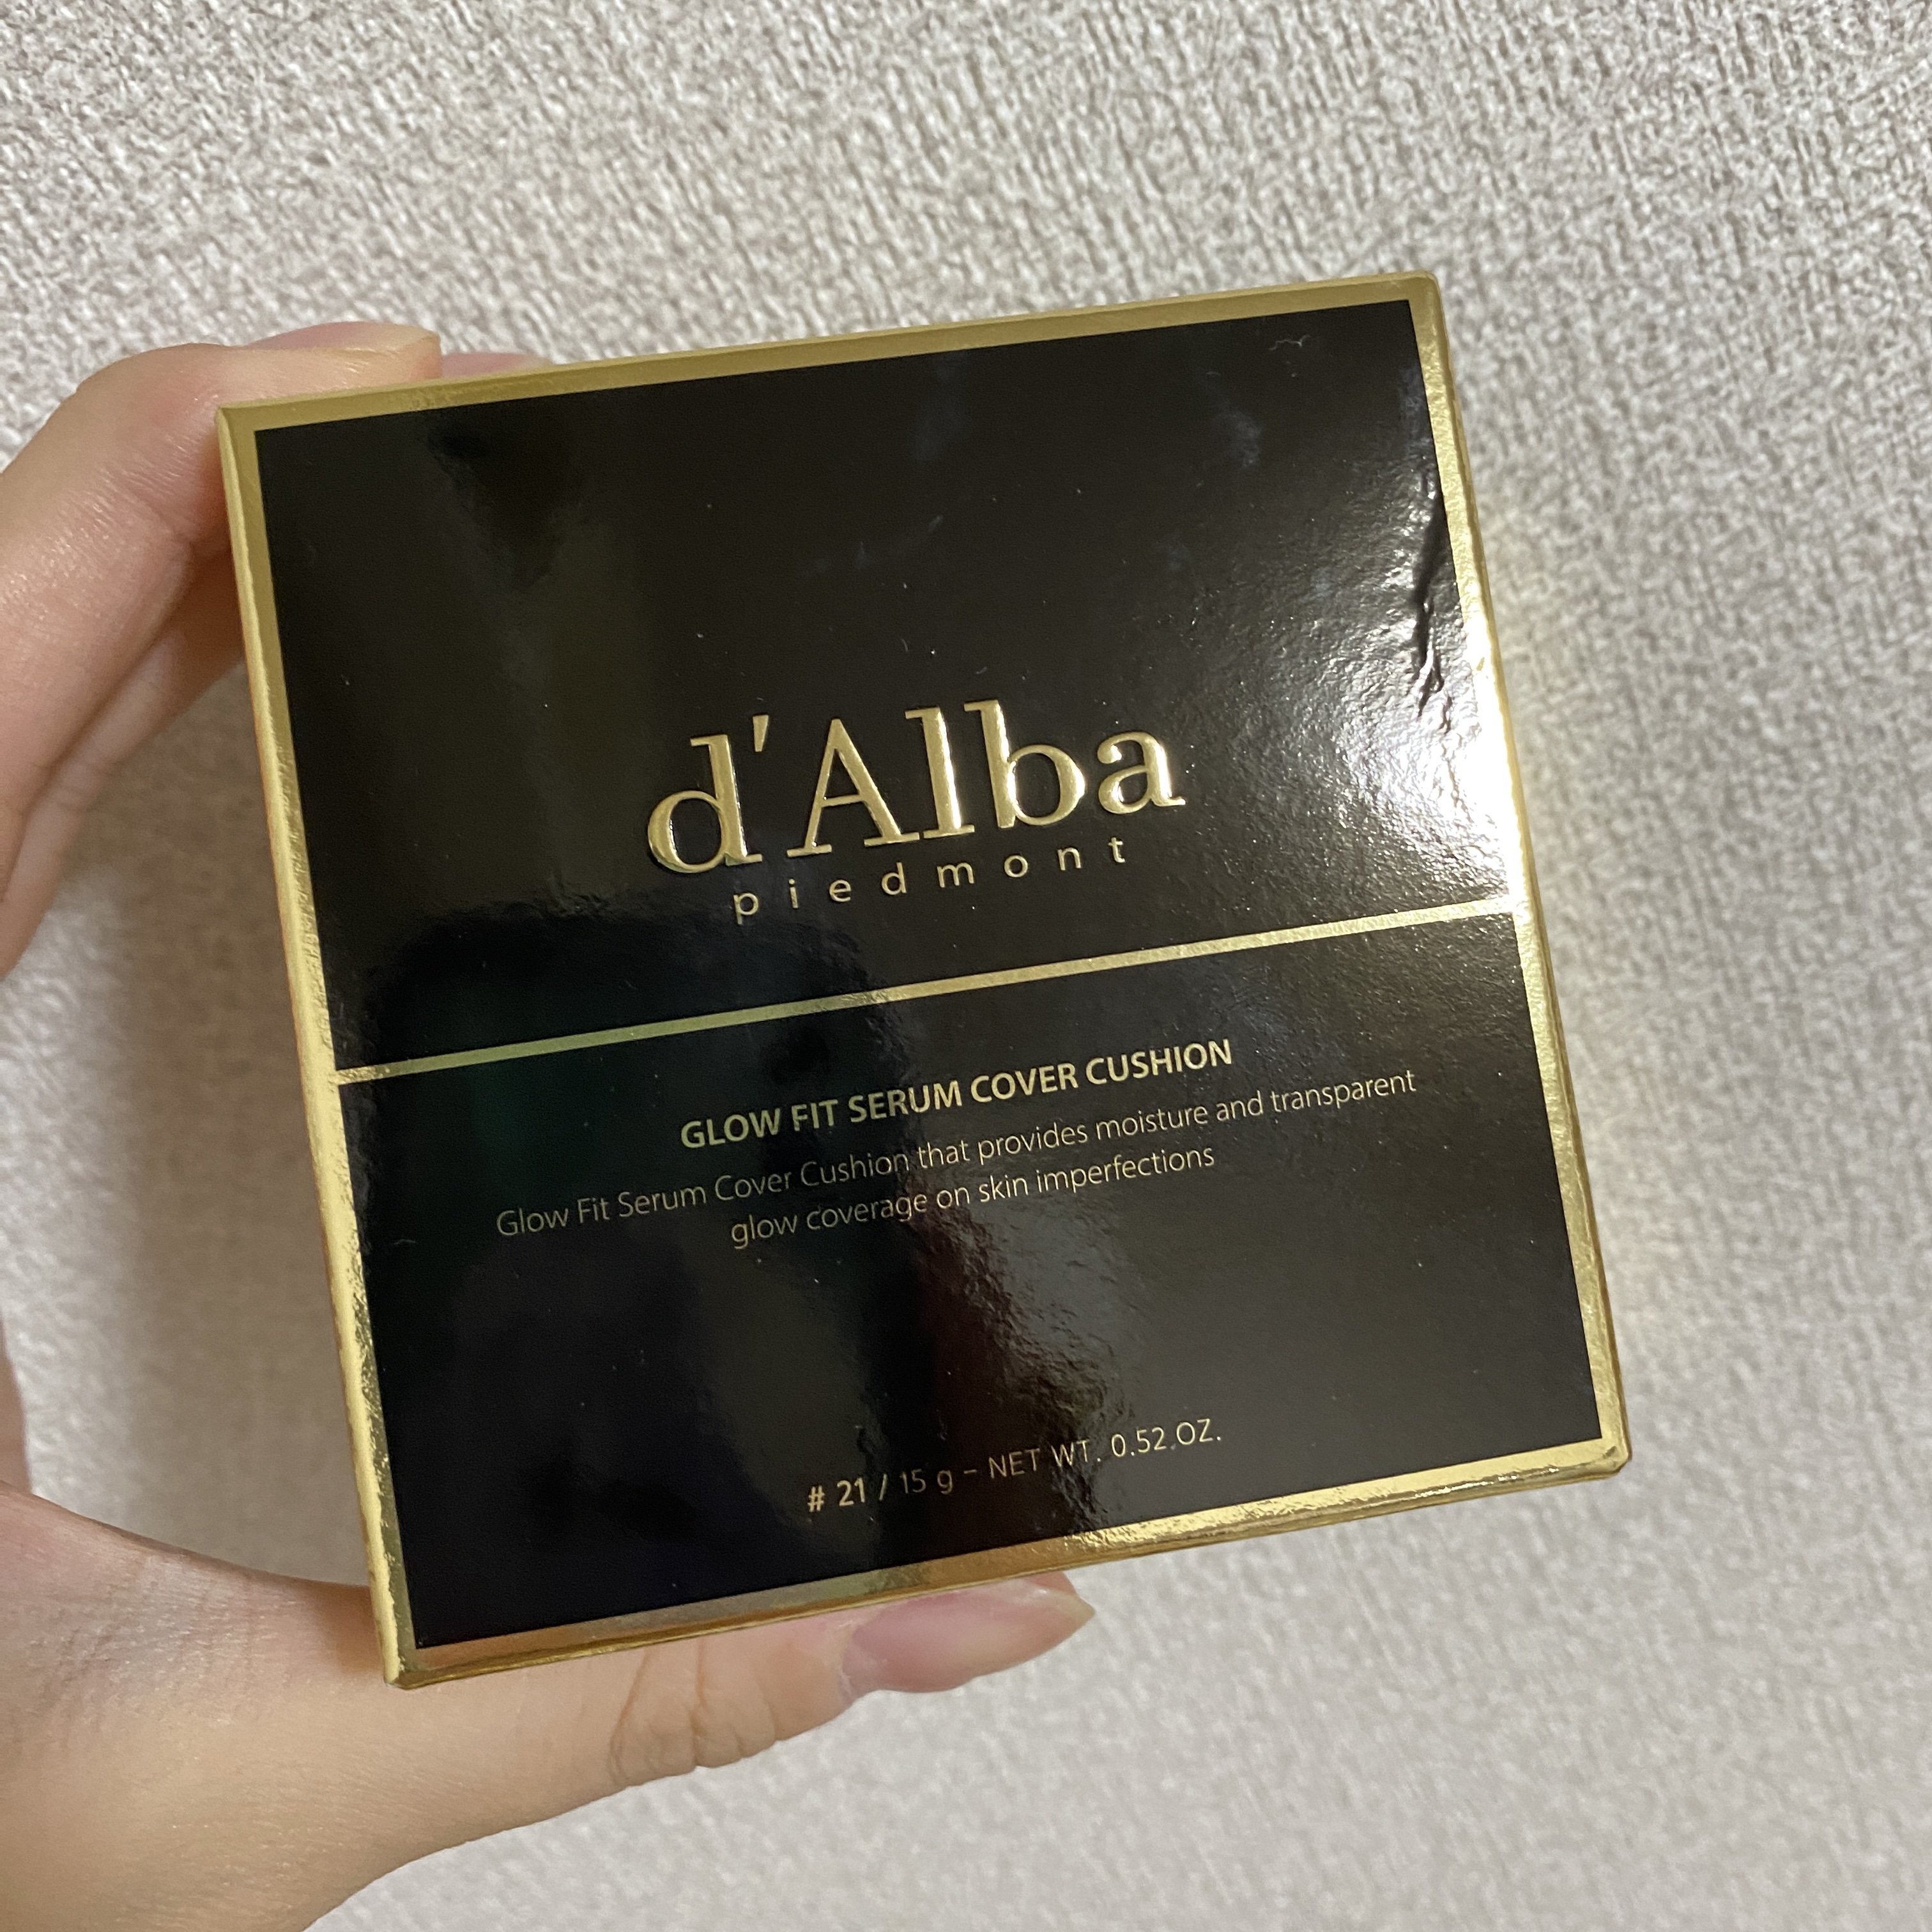 d'Alba
piedmont
GLOW FIT SERUM COVER CUSHION
Glow Fit Serum Cover Cushion that provides moisture and transparent
glow coverage on skin imperfections
# 21 / 15 g – NET WT. 0.52 OZ.